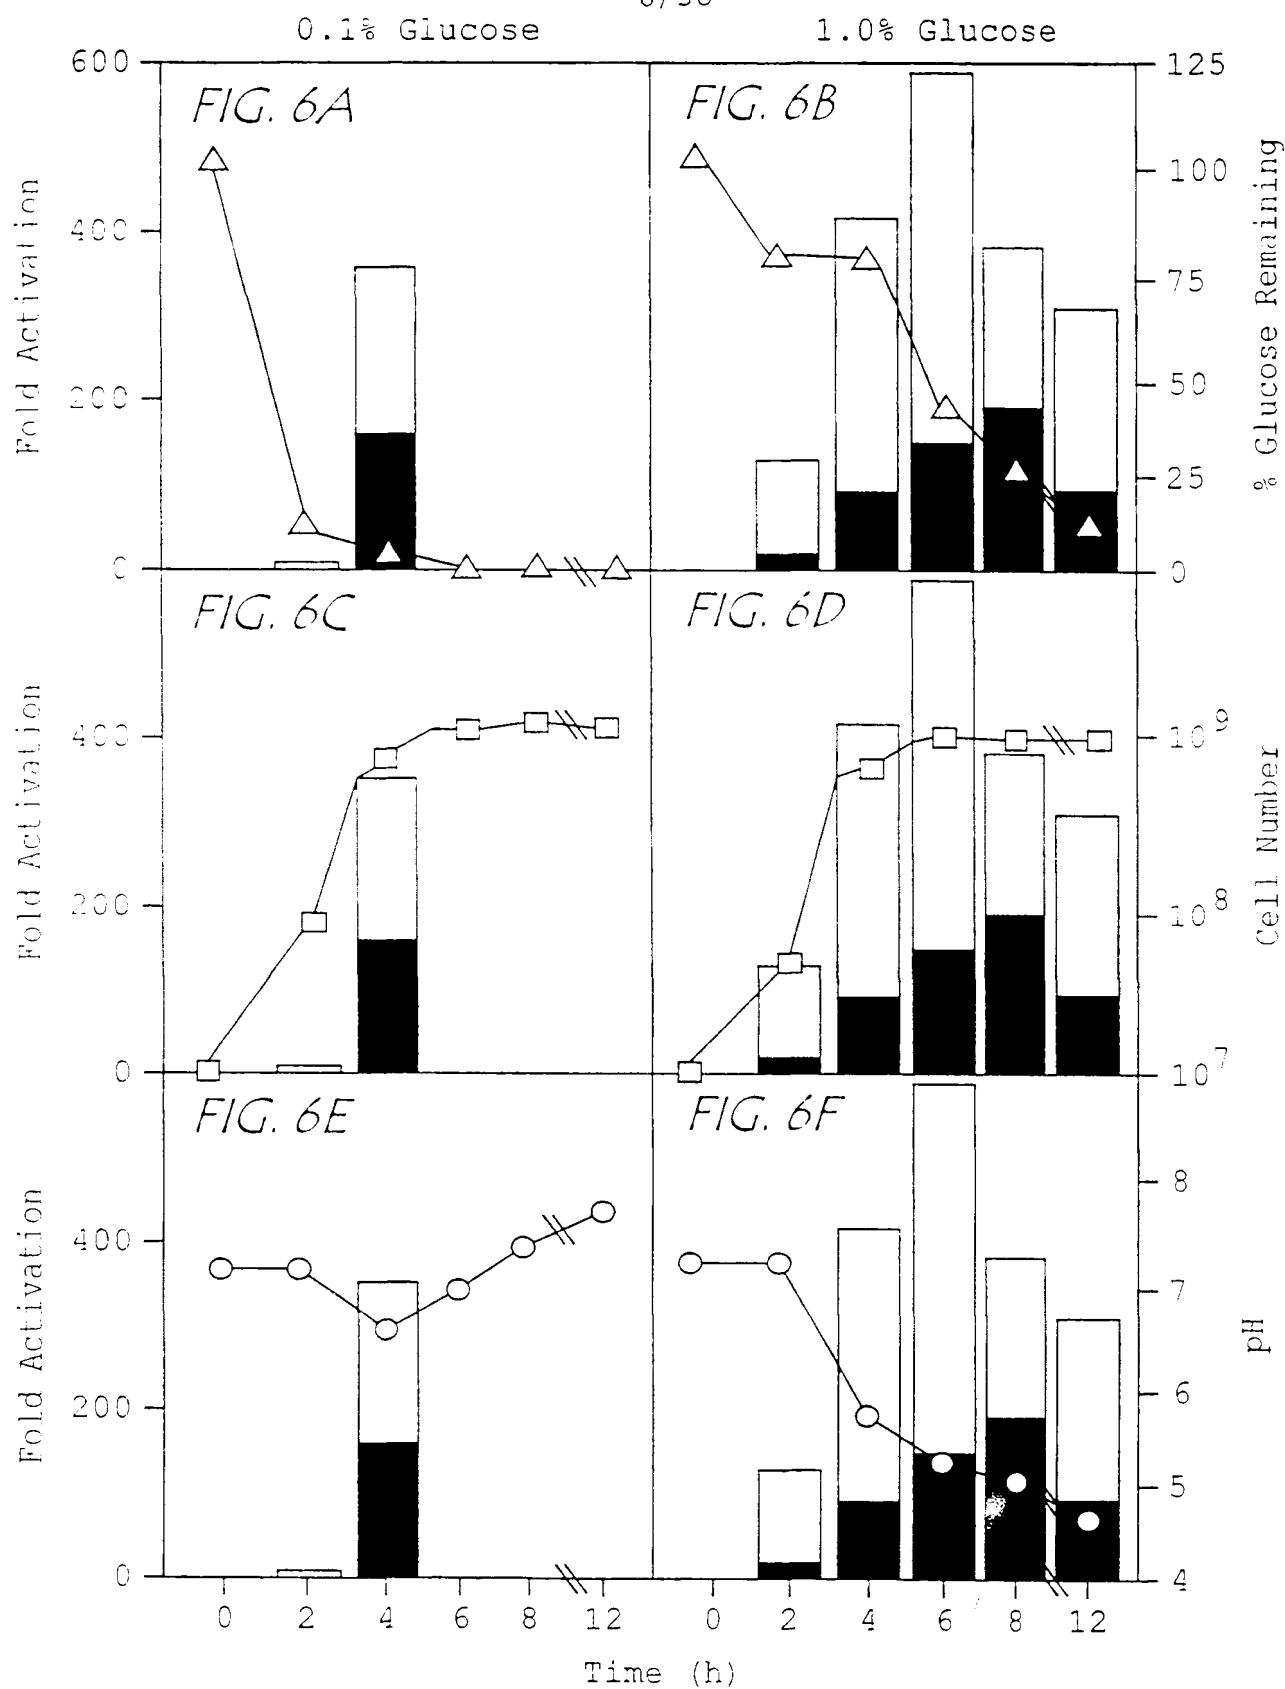 0.1% Glucose 1.0% Glucose
600 125
FIG. 6A FIG. 6B
100
400
75
200 50
25
0 0
Fold Activation % Glucose Remaining
FIG. 6C FIG. 6D
400 10^9
200 10^8
0 10^7
Fold Activation Cell Number
FIG. 6E FIG. 6F
8
400
7
200 6
5
0 4
Fold Activation pH
0 2 4 6 8 12 0 2 4 6 8 12
Time (h)